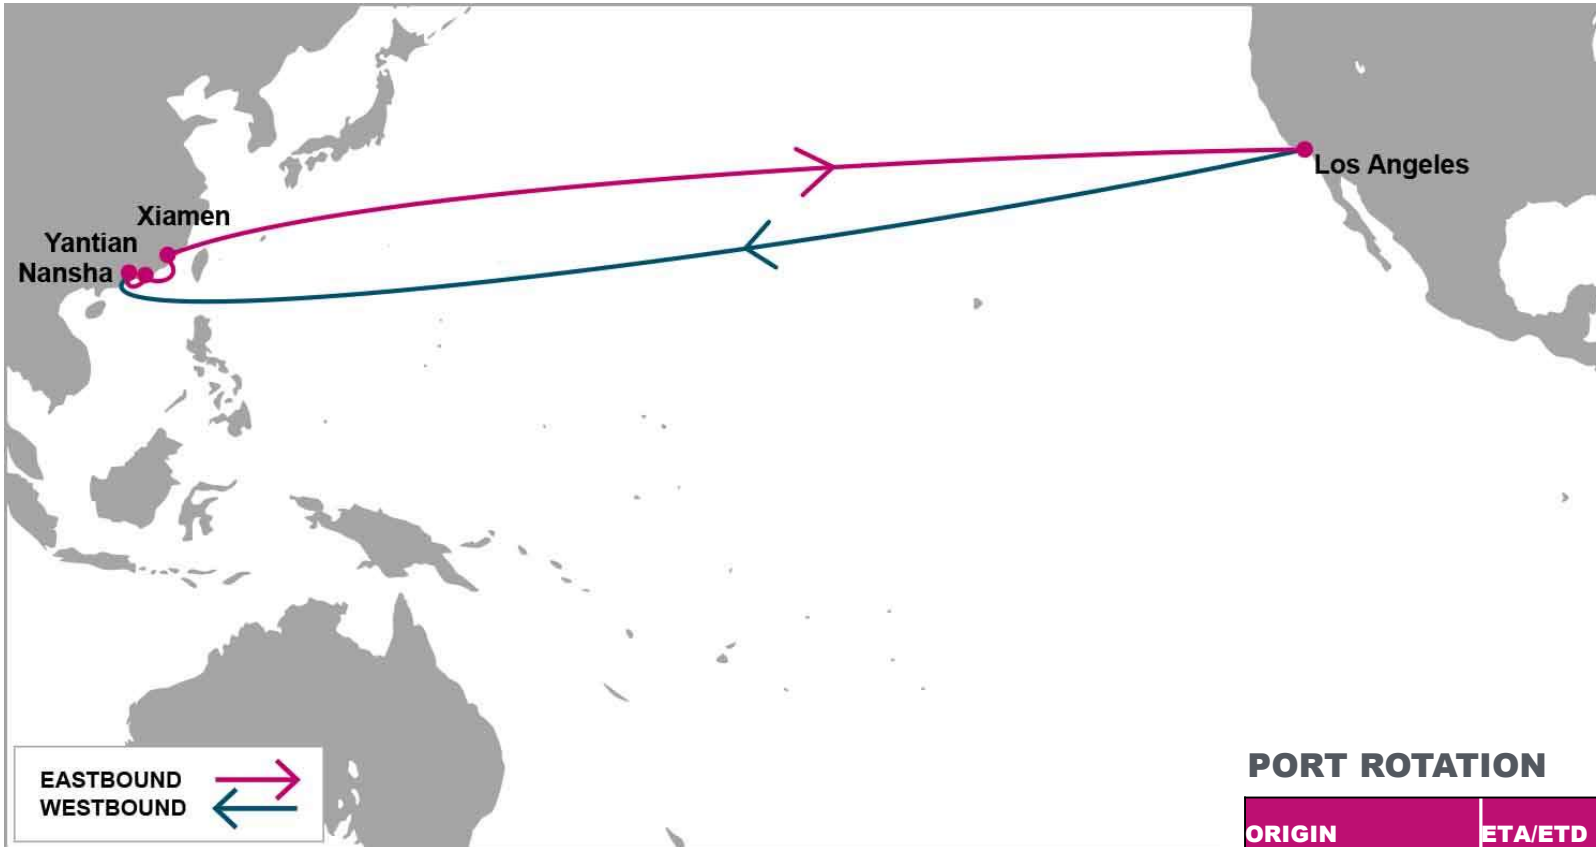 Los Angeles
Xiamen
Yantian
Nansha
EASTBOUND
WESTBOUND
PORT ROTATION
ORIGIN ETA/ETD